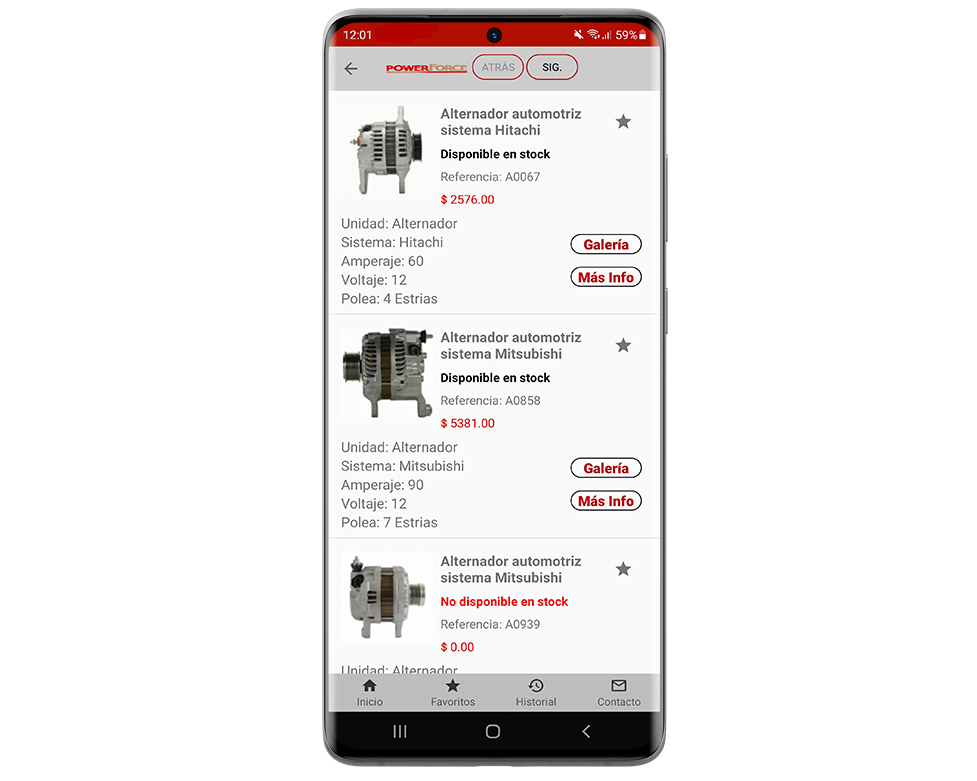 12:01
59%
POWERFORCE
ATRÁS
SIG.
Alternador automotriz
sistema Hitachi
Disponible en stock
Referencia: A0067
$ 2576.00
Unidad: Alternador
Sistema: Hitachi
Amperaje: 60
Voltaje: 12
Polea: 4 Estrias
Galería
Más Info
Alternador automotriz
sistema Mitsubishi
Disponible en stock
Referencia: A0858
$ 5381.00
Unidad: Alternador
Sistema: Mitsubishi
Amperaje: 90
Voltaje: 12
Polea: 7 Estrias
Galería
Más Info
Alternador automotriz
sistema Mitsubishi
No disponible en stock
Referencia: A0939
$ 0.00
Unidad: Alternador
Inicio
Favoritos
Historial
Contacto